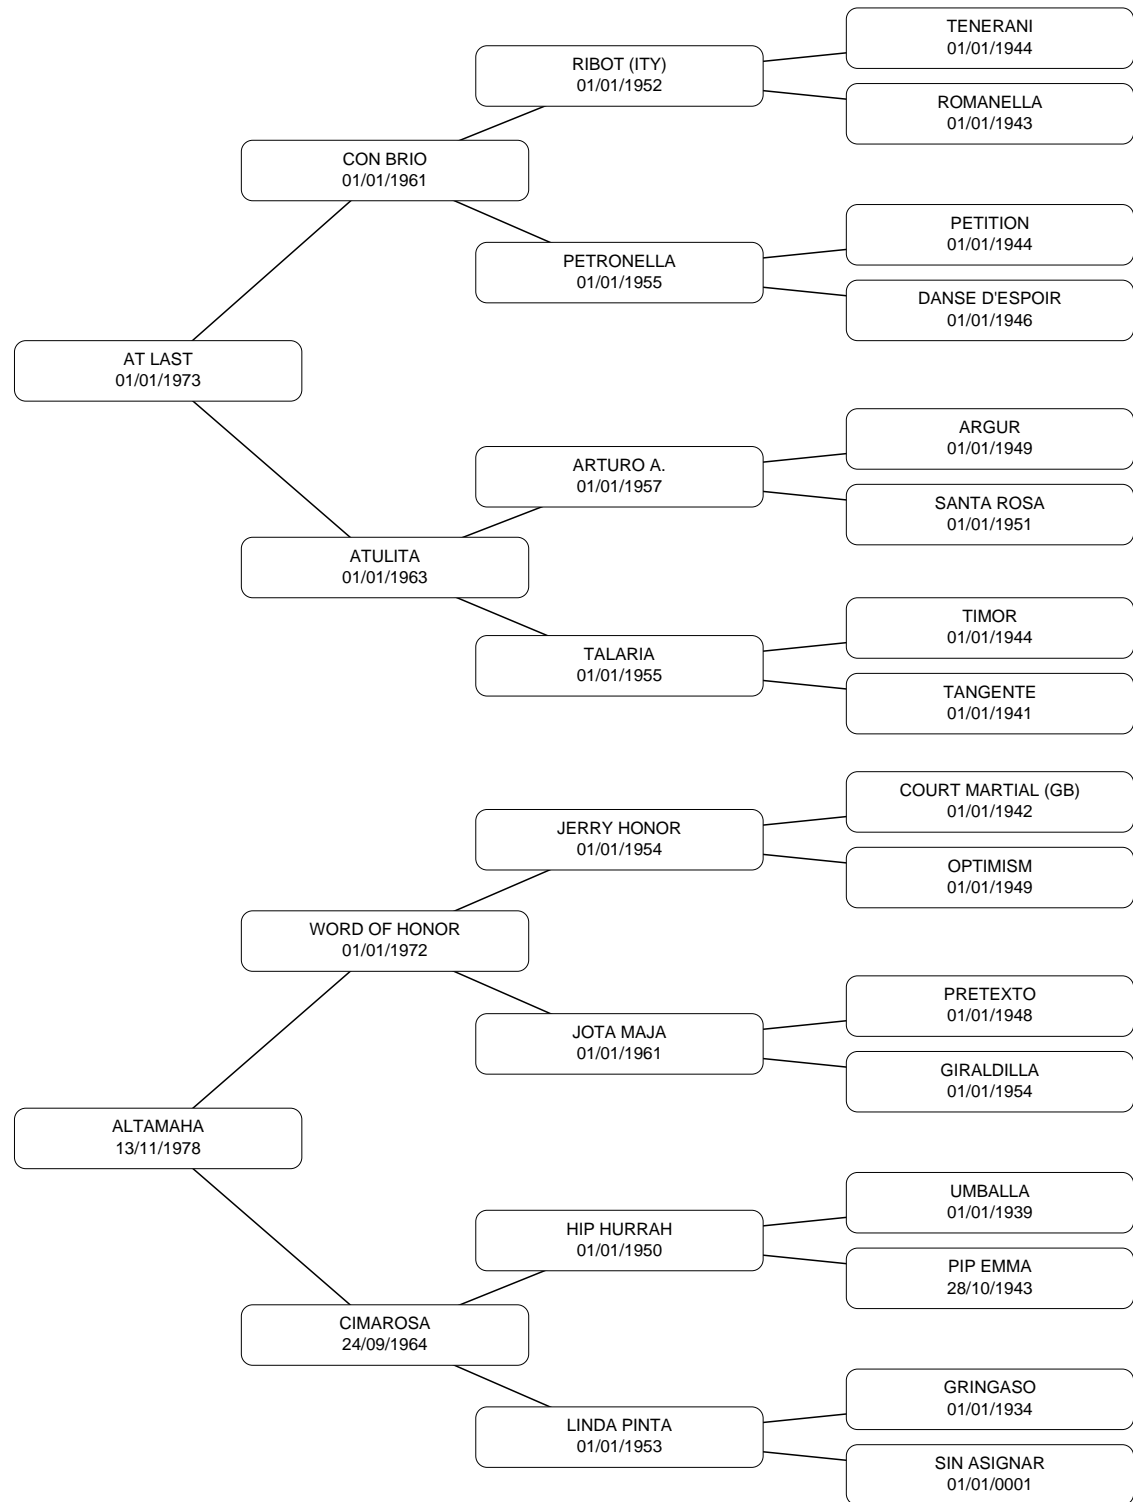 TENERANI
01/01/1944
RIBOT (ITY)
01/01/1952
ROMANELLA
01/01/1943
CON BRIO
01/01/1961
PETITION
01/01/1944
PETRONELLA
01/01/1955
DANSE D'ESPOIR
01/01/1946
AT LAST
01/01/1973
ARGUR
01/01/1949
ARTURO A.
01/01/1957
SANTA ROSA
01/01/1951
ATULITA
01/01/1963
TIMOR
01/01/1944
TALARIA
01/01/1955
TANGENTE
01/01/1941
COURT MARTIAL (GB)
01/01/1942
JERRY HONOR
01/01/1954
OPTIMISM
01/01/1949
WORD OF HONOR
01/01/1972
PRETEXTO
01/01/1948
JOTA MAJA
01/01/1961
GIRALDILLA
01/01/1954
ALTAMAHA
13/11/1978
UMBALLA
01/01/1939
HIP HURRAH
01/01/1950
PIP EMMA
28/10/1943
CIMAROSA
24/09/1964
GRINGASO
01/01/1934
LINDA PINTA
01/01/1953
SIN ASIGNAR
01/01/0001